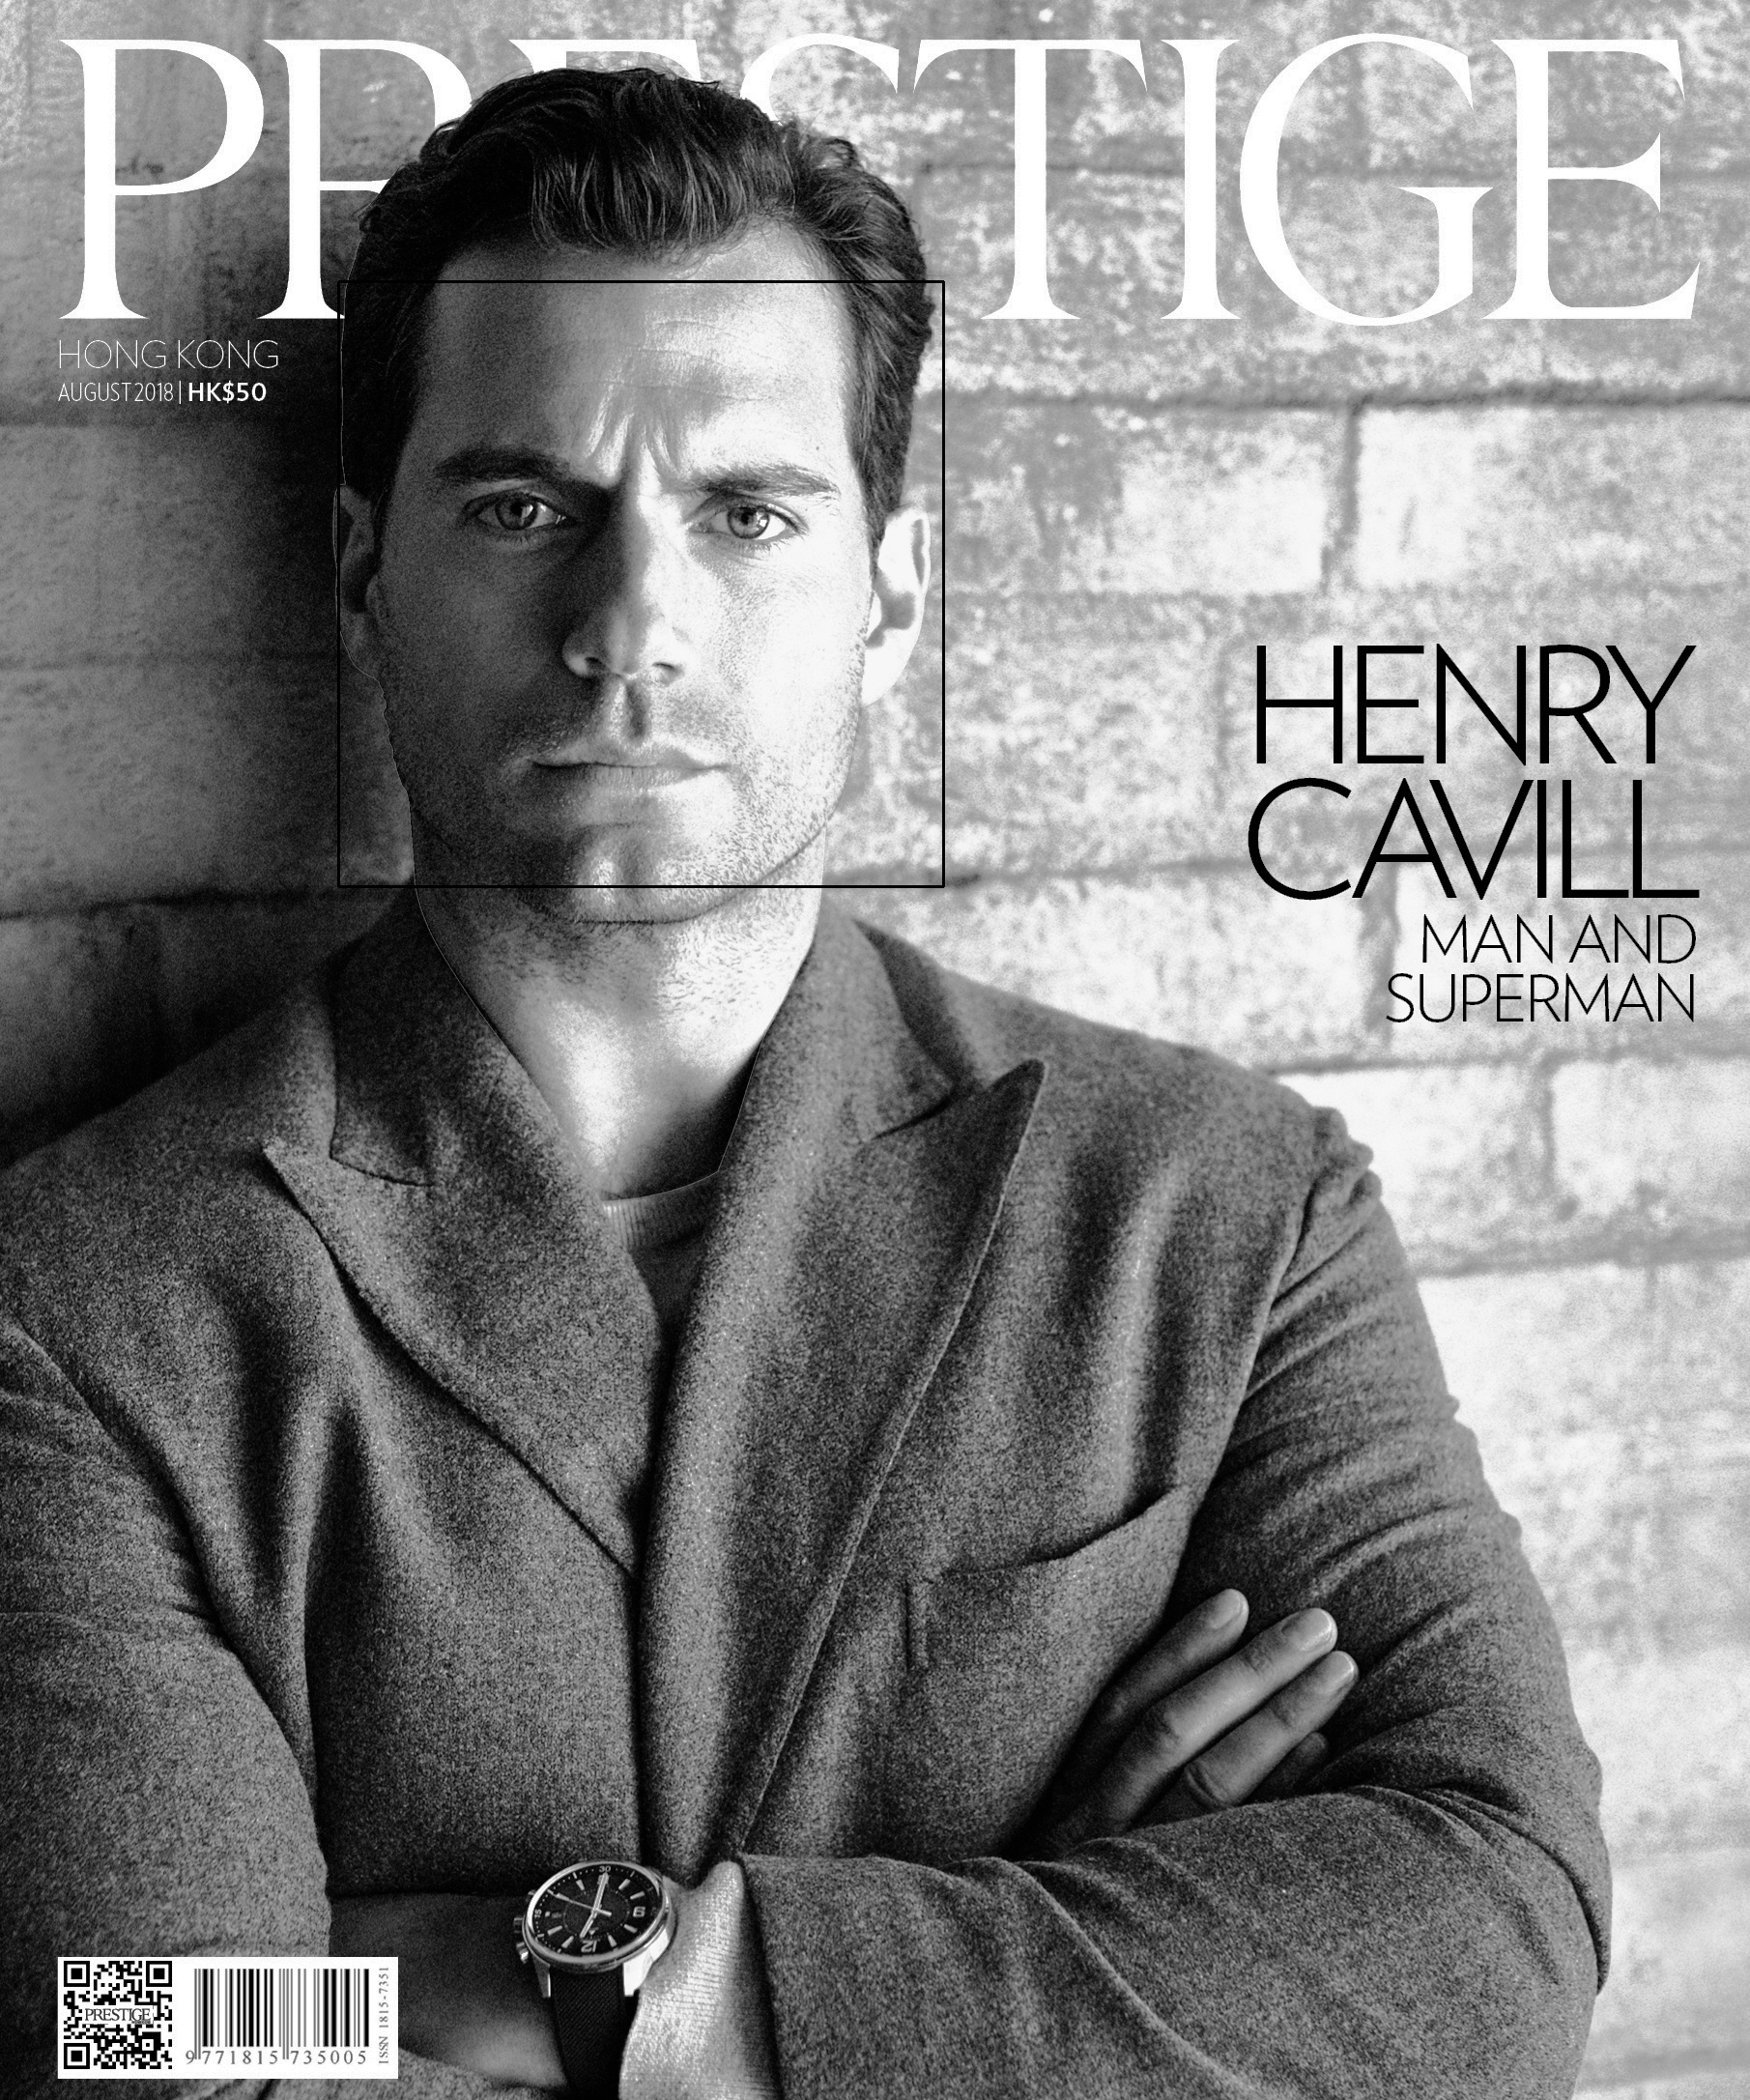 PRESTIGE
HONG KONG
AUGUST 2018 | HK$50
HENRY
CAVILL
MAN AND
SUPERMAN
PRESTIGE
9 771815 735005
ISSN 1815-7351